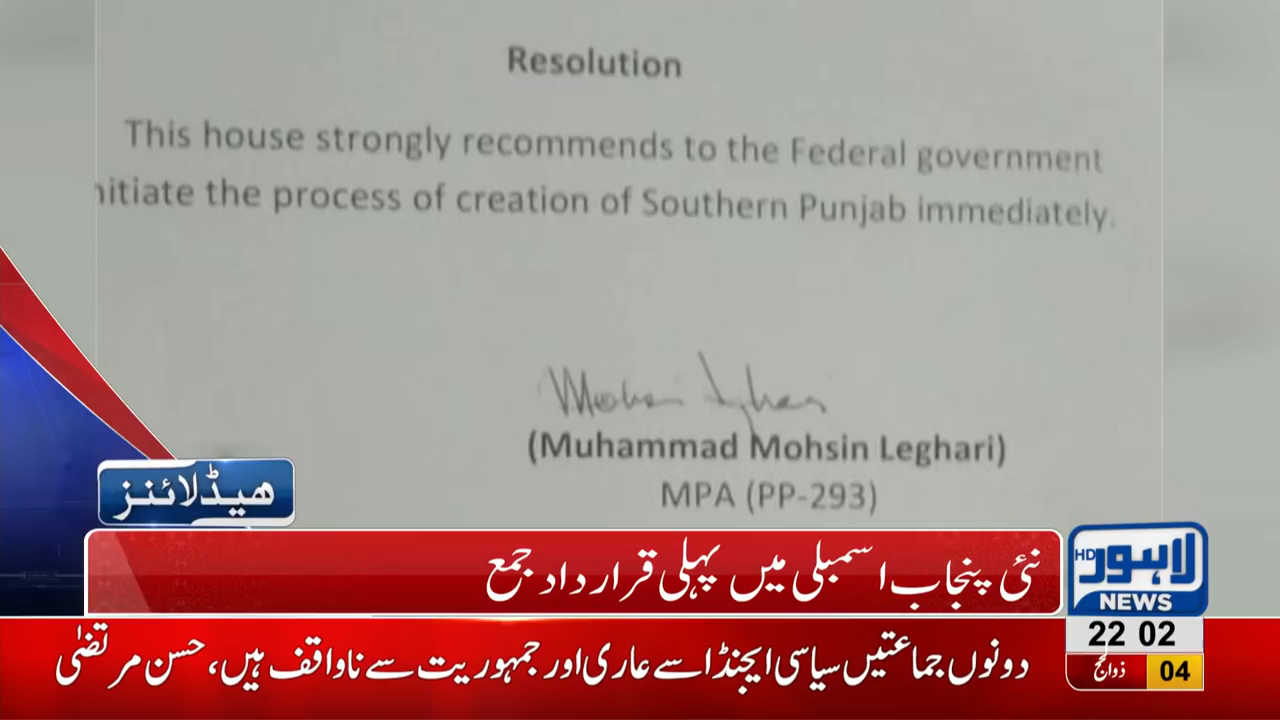 Resolution
This house strongly recommends to the Federal government
nitiate the process of creation of Southern Punjab immediately.
(Muhammad Mohsin Leghari)
MPA (PP-293)
ھیڈلائنز
نئی پنجاب اسمبلی میں پہلی قرارداد جمع
لاہور HD
NEWS
22 02
ذوالحج 04
دونوں جماعتیں سیاسی ایجنڈا سے عاری اور جمہوریت سے ناواقف ہیں، حسن مرتضیٰ